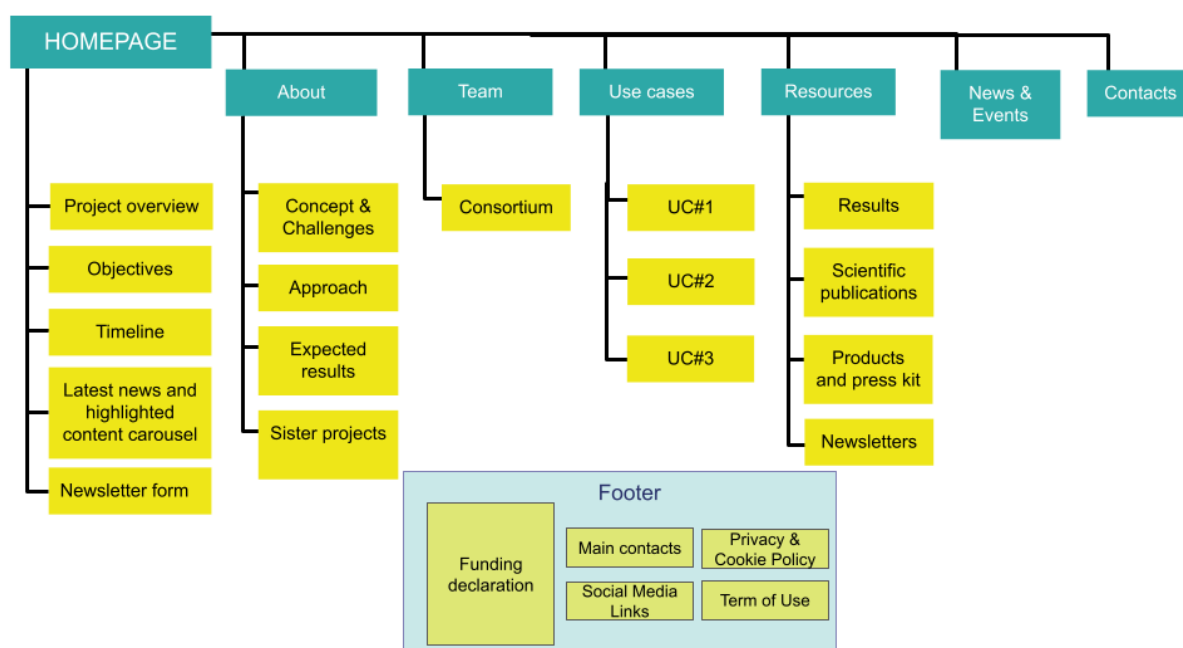 HOMEPAGE
About
Team
Use cases
Resources
News &
Events
Contacts
Project overview
Objectives
Timeline
Latest news and
highlighted
content carousel
Newsletter form
Concept &
Challenges
Approach
Expected
results
Sister projects
Consortium
UC#1
UC#2
UC#3
Results
Scientific
publications
Products
and press kit
Newsletters
Footer
Funding
declaration
Main contacts
Privacy &
Cookie Policy
Social Media
Links
Term of Use